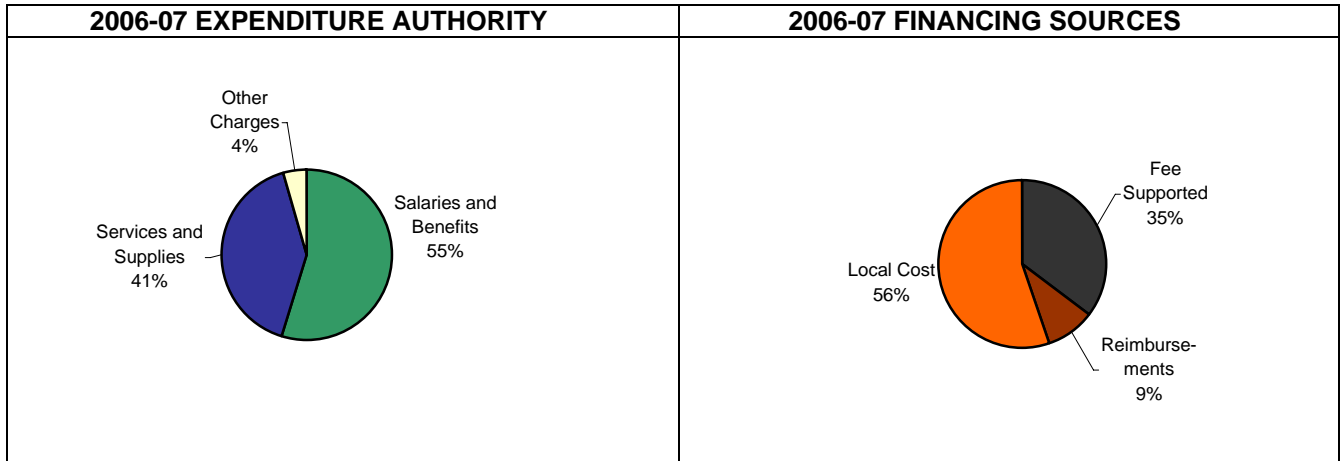 2006-07 EXPENDITURE AUTHORITY
Other
Charges
4%
Salaries and
Benefits
55%
Services and
Supplies
41%
2006-07 FINANCING SOURCES
Fee
Supported
35%
Local Cost
56%
Reimburse-
ments
9%